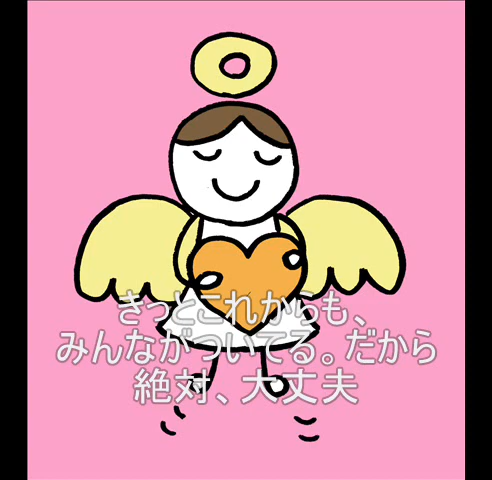 きっとこれからも、
みんながついてる。だから
絶対、大丈夫